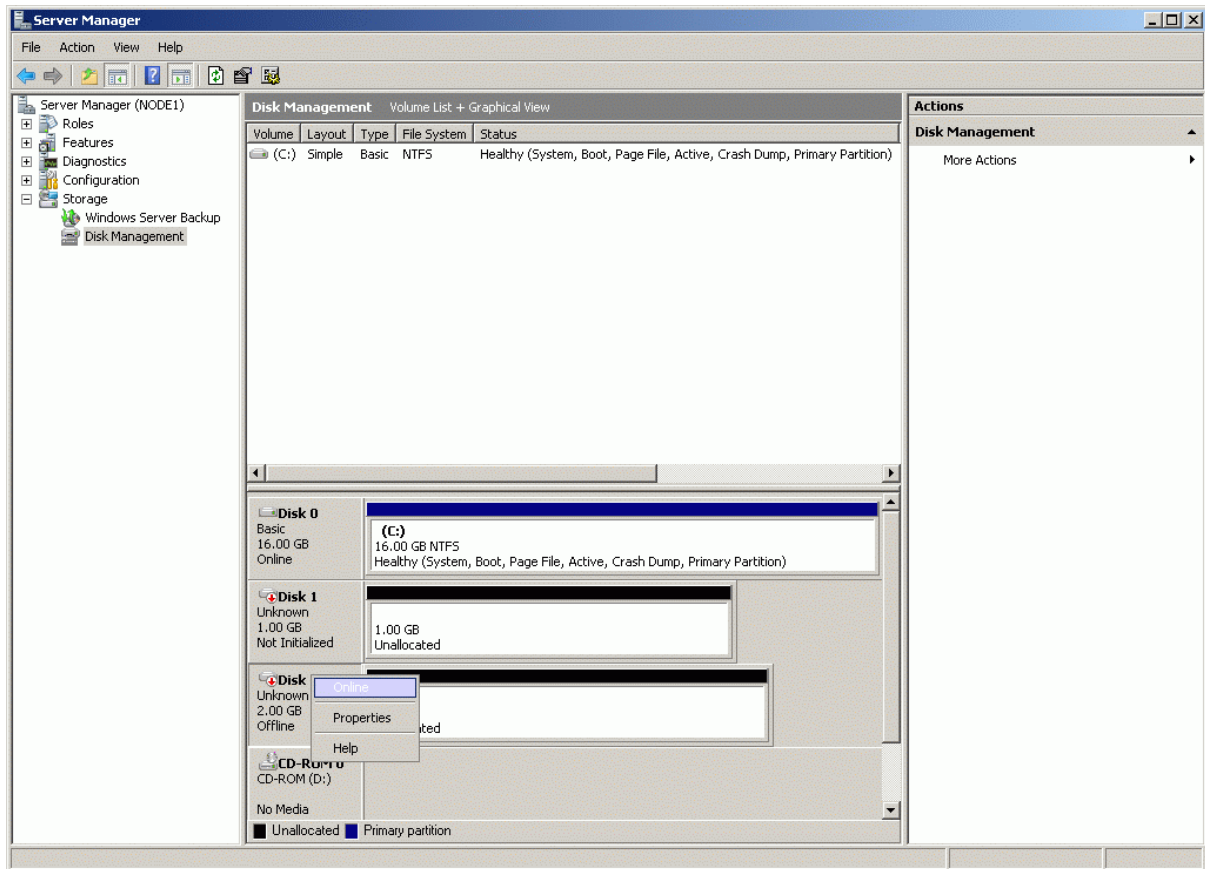 Server Manager
File Action View Help
Server Manager (NODE1)
Roles
Features
Diagnostics
Configuration
Storage
Windows Server Backup
Disk Management
Disk Management Volume List + Graphical View
Volume Layout Type File System Status
(C:) Simple Basic NTFS Healthy (System, Boot, Page File, Active, Crash Dump, Primary Partition)
Disk 0
Basic
16.00 GB
Online
(C:)
16.00 GB NTFS
Healthy (System, Boot, Page File, Active, Crash Dump, Primary Partition)
Disk 1
Unknown
1.00 GB
Not Initialized
1.00 GB
Unallocated
Disk
Unknown
2.00 GB
Offline
Online
Properties
Help
CD-ROM 0
CD-ROM (D:)
No Media
Unallocated Primary partition
Actions
Disk Management
More Actions